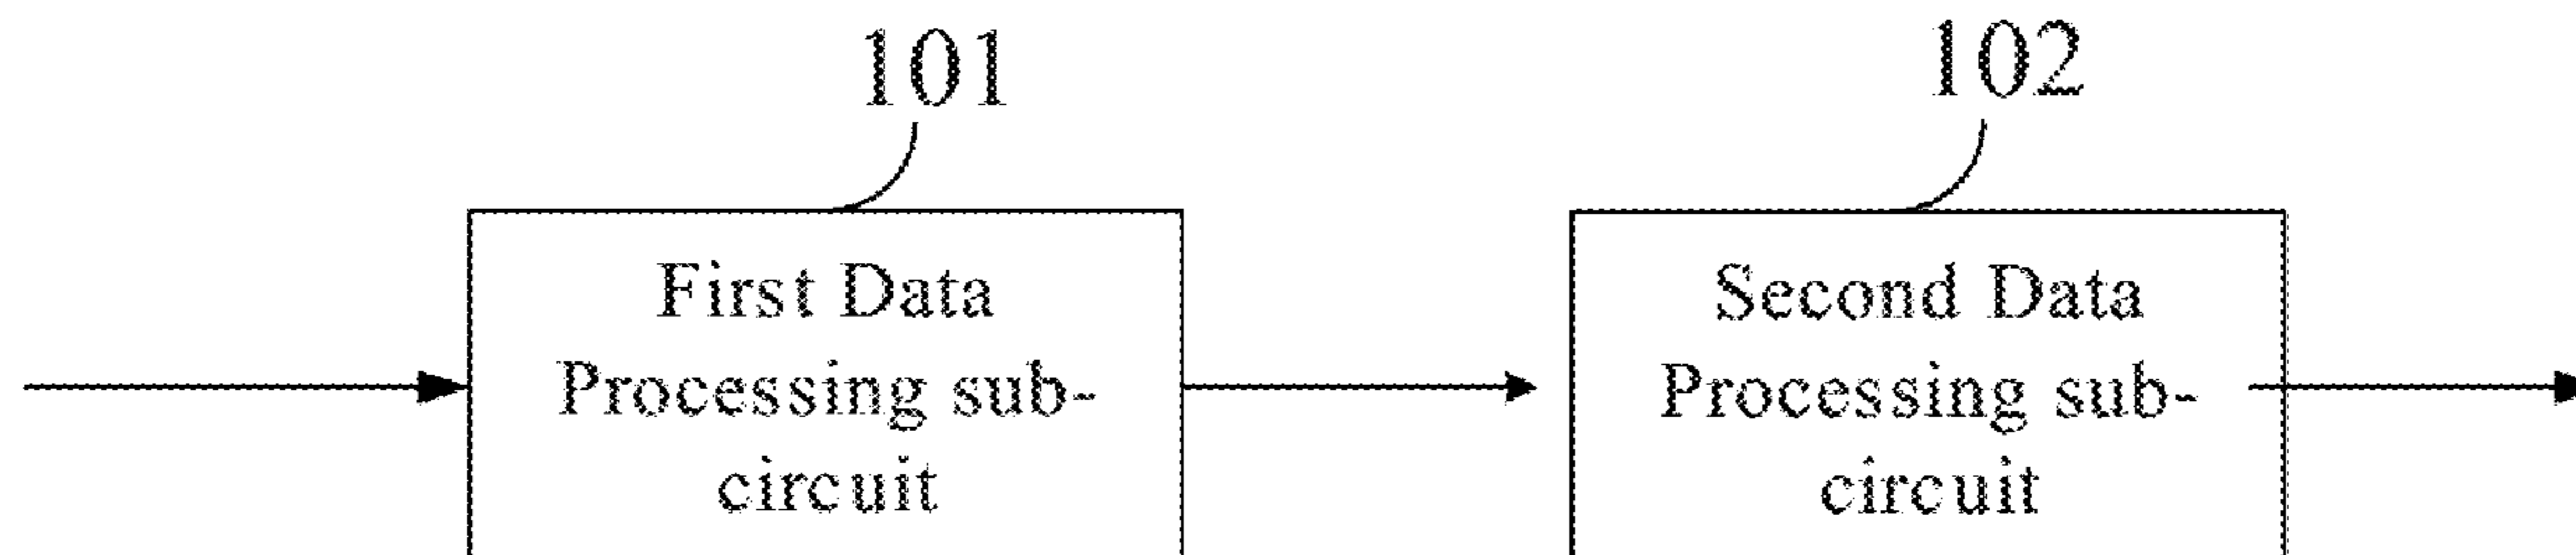 101
102
First Data
Processing sub-
circuit
Second Data
Processing sub-
circuit